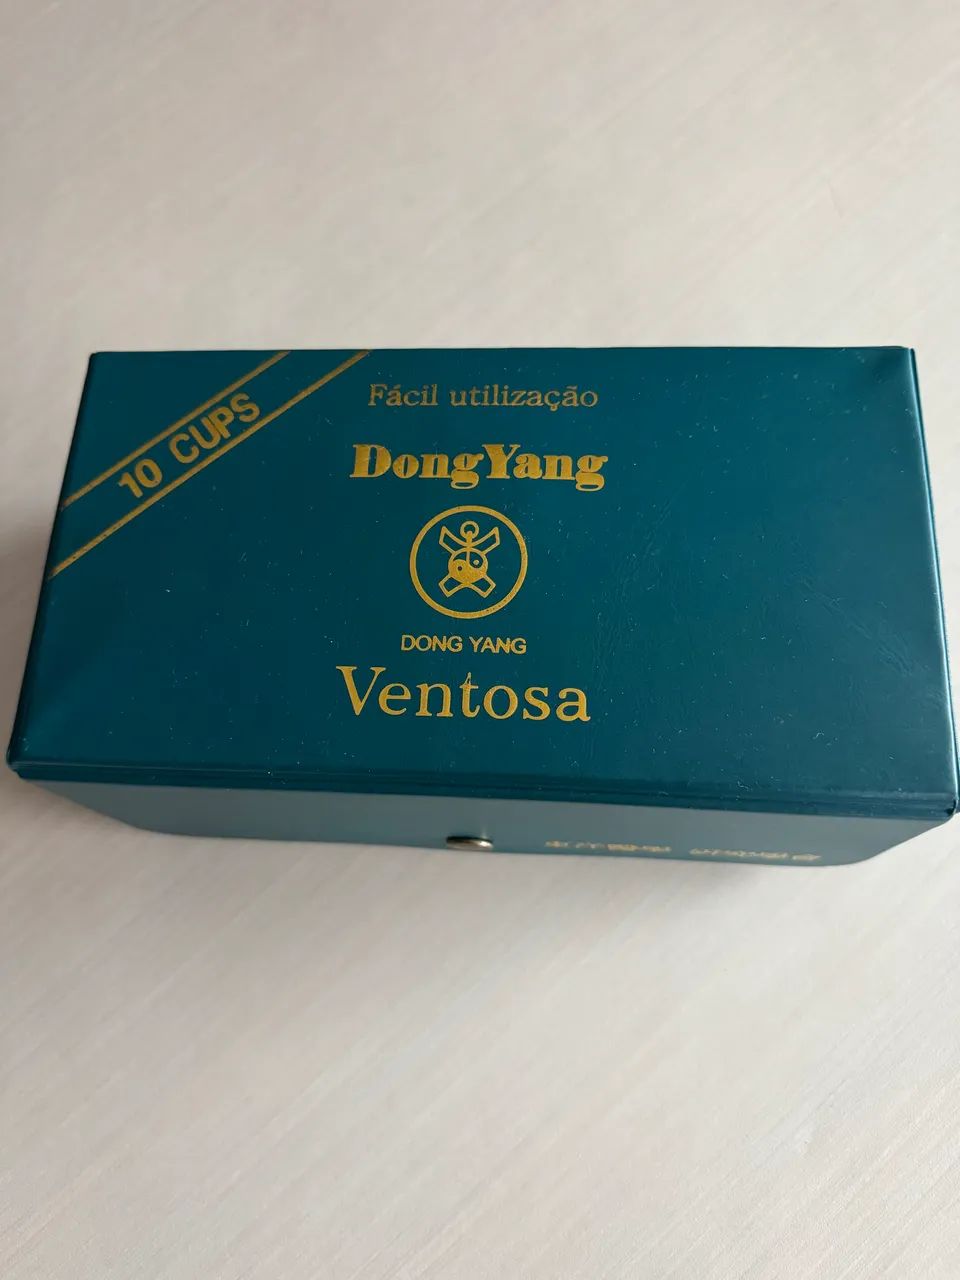 10 CUPS
Fácil utilização
DongYang
DONG YANG
Ventosa